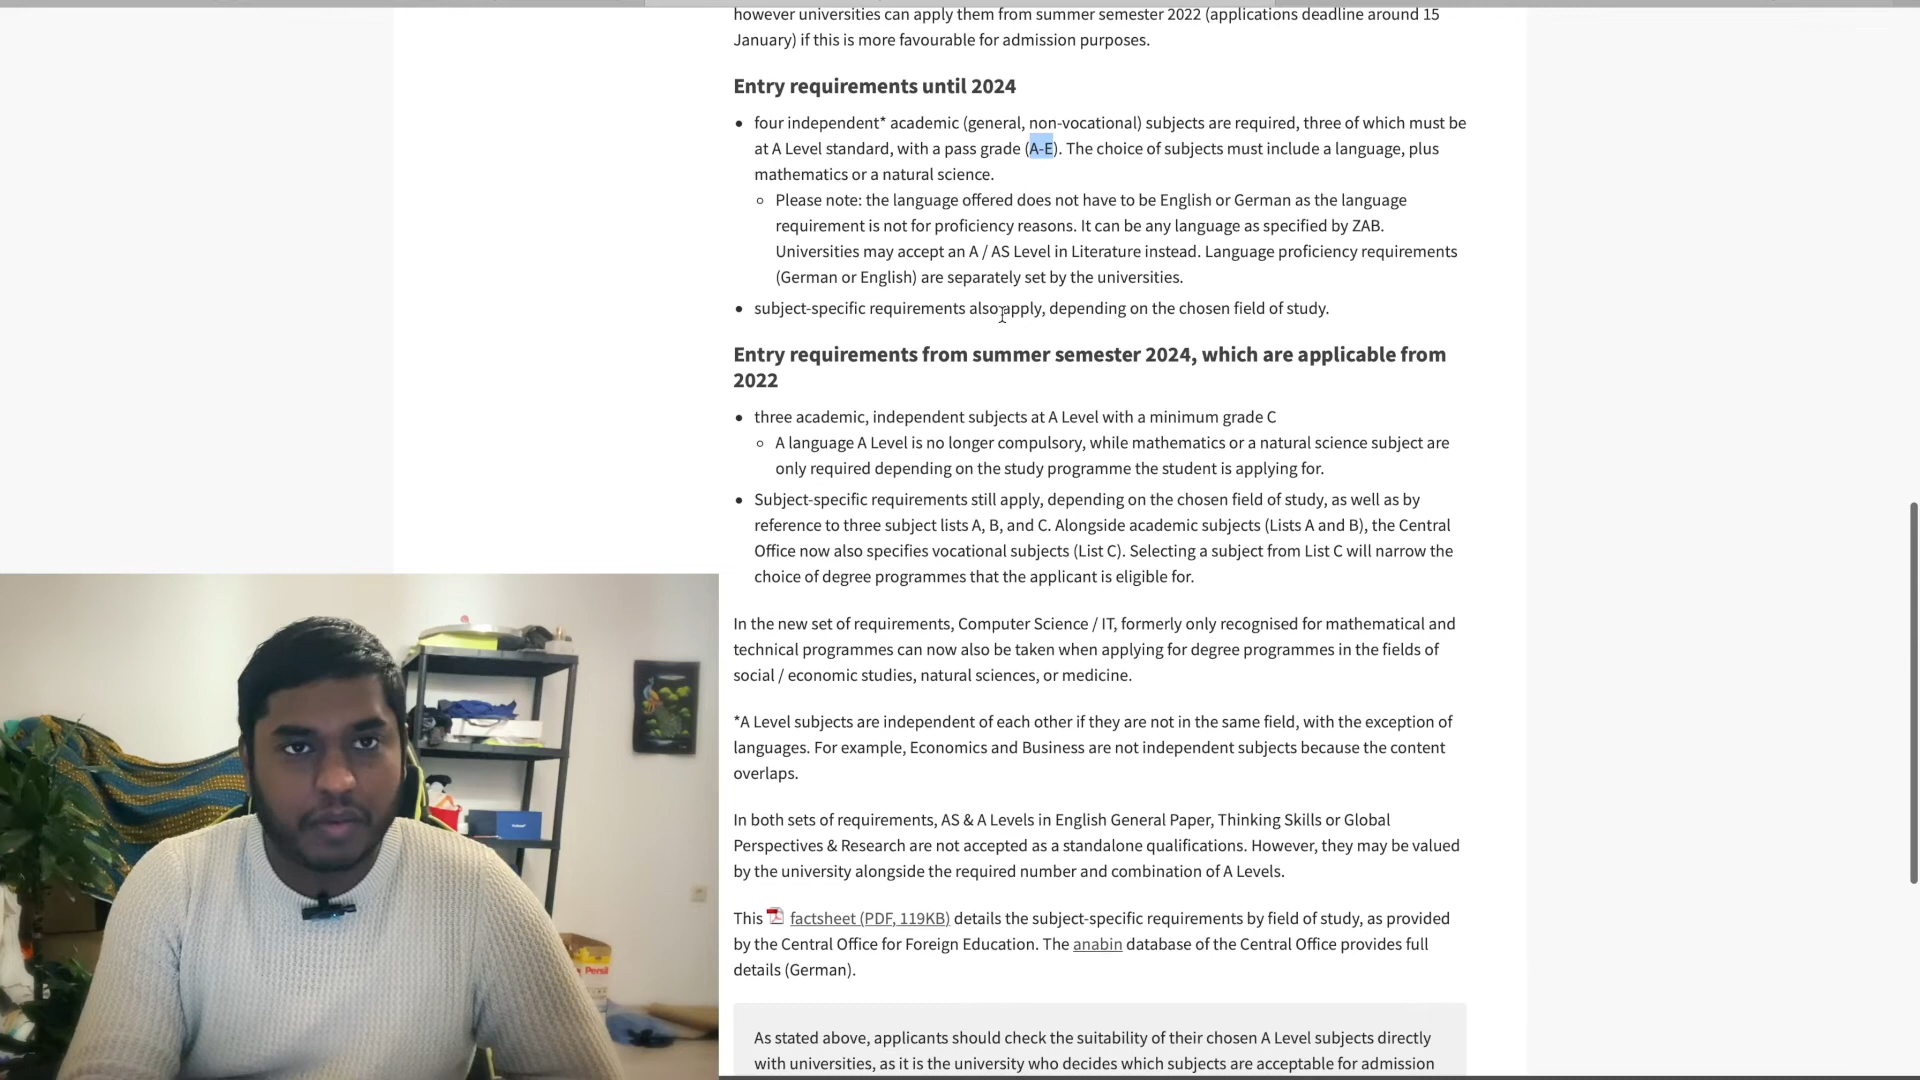 however universities can apply them from summer semester 2022 (applications deadline around 15
January) if this is more favourable for admission purposes.
Entry requirements until 2024
four independent* academic (general, non-vocational) subjects are required, three of which must be
at A Level standard, with a pass grade (A-E). The choice of subjects must include a language, plus
mathematics or a natural science.
Please note: the language offered does not have to be English or German as the language
requirement is not for proficiency reasons. It can be any language as specified by ZAB.
Universities may accept an A / AS Level in Literature instead. Language proficiency requirements
(German or English) are separately set by the universities.
subject-specific requirements also apply, depending on the chosen field of study.
Entry requirements from summer semester 2024, which are applicable from
2022
three academic, independent subjects at A Level with a minimum grade C
A language A Level is no longer compulsory, while mathematics or a natural science subject are
only required depending on the study programme the student is applying for.
Subject-specific requirements still apply, depending on the chosen field of study, as well as by
reference to three subject lists A, B, and C. Alongside academic subjects (Lists A and B), the Central
Office now also specifies vocational subjects (List C). Selecting a subject from List C will narrow the
choice of degree programmes that the applicant is eligible for.
In the new set of requirements, Computer Science / IT, formerly only recognised for mathematical and
technical programmes can now also be taken when applying for degree programmes in the fields of
social / economic studies, natural sciences, or medicine.
*A Level subjects are independent of each other if they are not in the same field, with the exception of
languages. For example, Economics and Business are not independent subjects because the content
overlaps.
In both sets of requirements, AS & A Levels in English General Paper, Thinking Skills or Global
Perspectives & Research are not accepted as a standalone qualifications. However, they may be valued
by the university alongside the required number and combination of A Levels.
This factsheet (PDF, 119KB) details the subject-specific requirements by field of study, as provided
by the Central Office for Foreign Education. The anabin database of the Central Office provides full
details (German).
As stated above, applicants should check the suitability of their chosen A Level subjects directly
with universities, as it is the university who decides which subjects are acceptable for admission
Persil